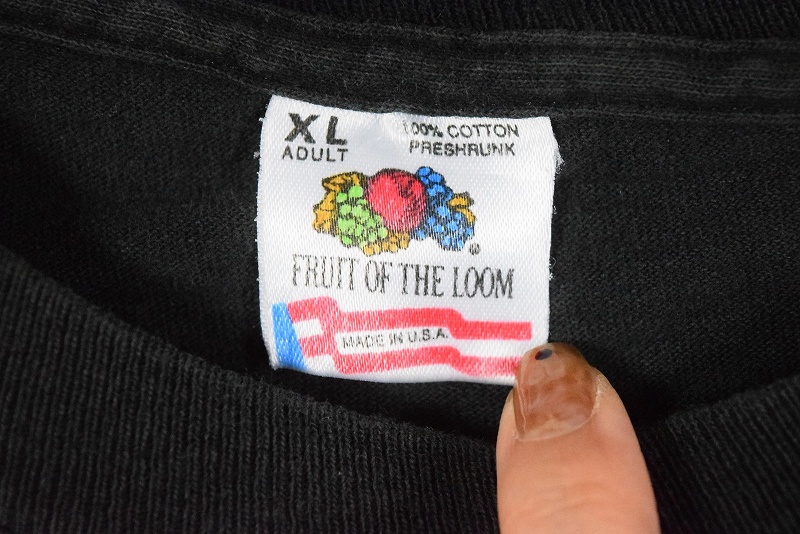 XL
ADULT
100% COTTON
PRESHRUNK
®
FRUIT OF THE LOOM
MADE IN U.S.A.